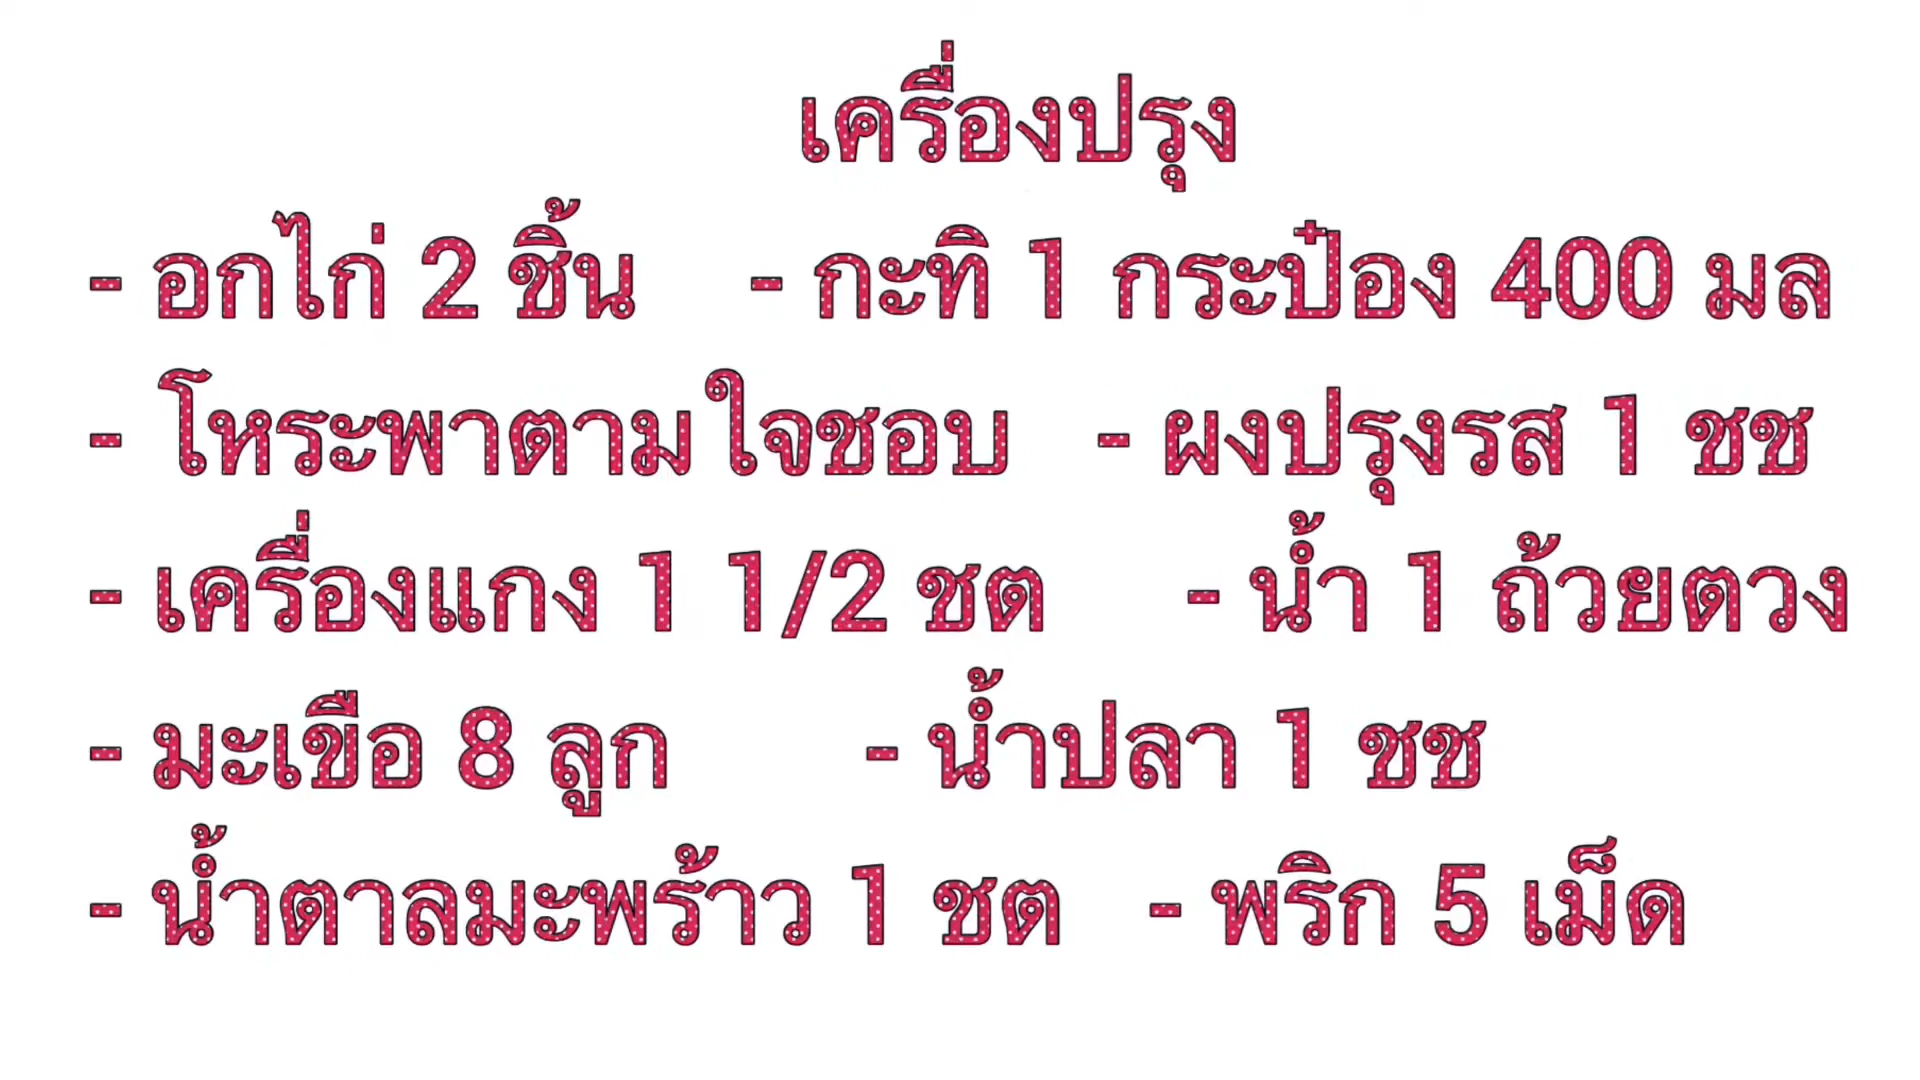 เครื่องปรุง
- อกไก่ 2 ชิ้น - กะทิ 1 กระป๋อง 400 มล
- โหระพาตามใจชอบ - ผงปรุงรส 1 ชช
- เครื่องแกง 1 1/2 ชต - น้ำ 1 ถ้วยตวง
- มะเขือ 8 ลูก - น้ำปลา 1 ชช
- น้ำตาลมะพร้าว 1 ชต - พริก 5 เม็ด